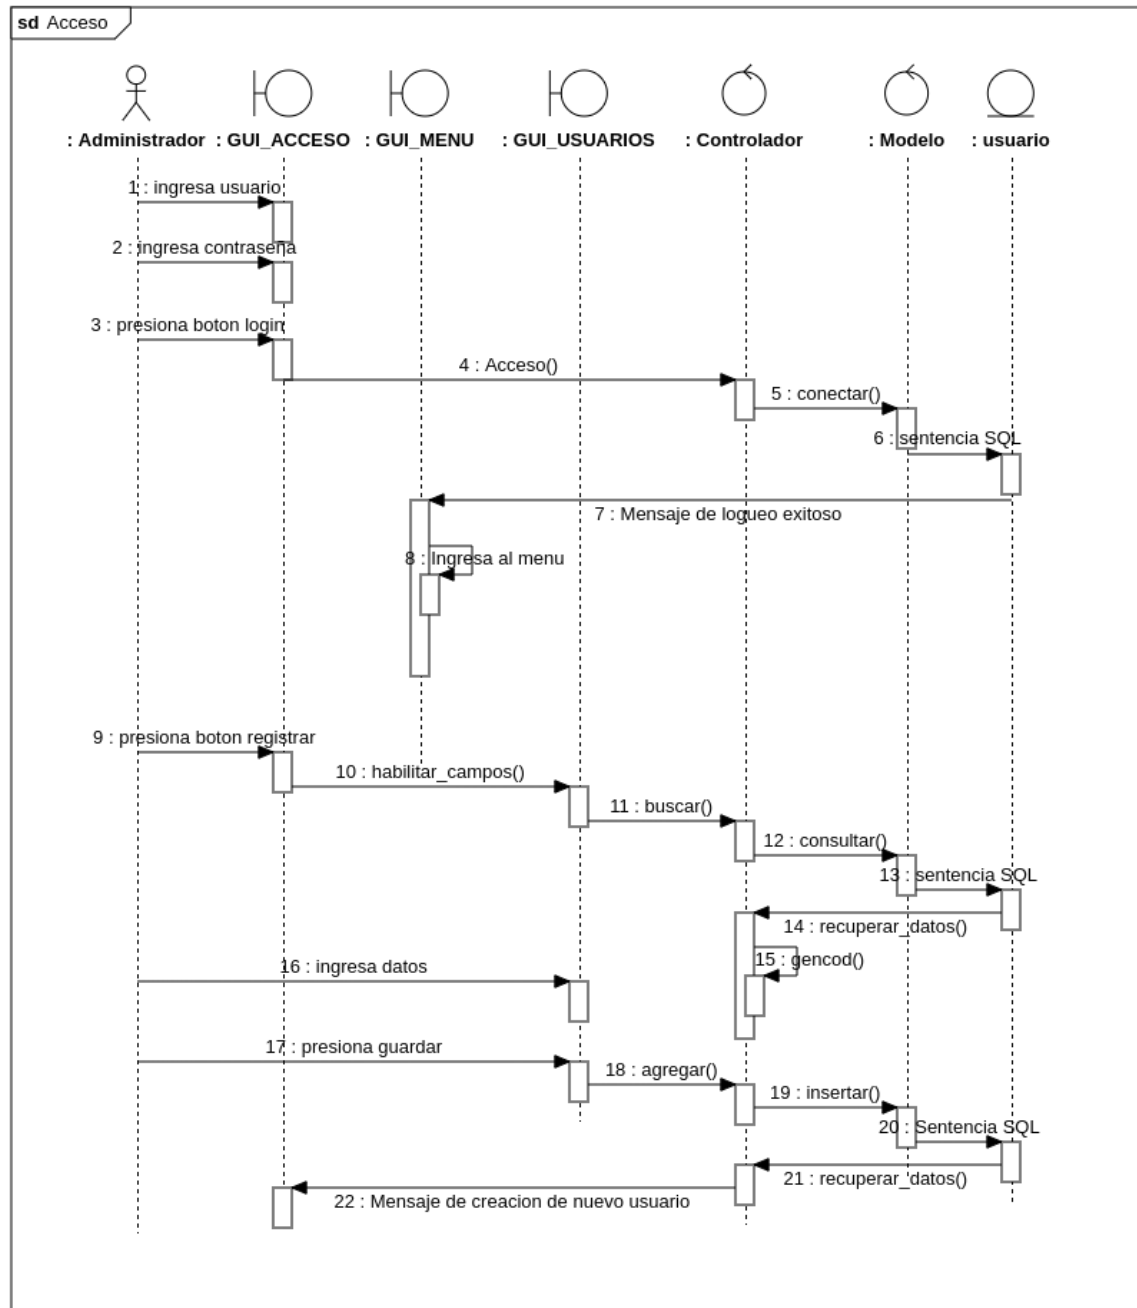 sd Acceso
: Administrador : GUI_ACCESO : GUI_MENU : GUI_USUARIOS : Controlador : Modelo : usuario
1 : ingresa usuario
2 : ingresa contraseña
3 : presiona boton login
4 : Acceso()
5 : conectar()
6 : sentencia SQL
7 : Mensaje de logueo exitoso
8 : Ingresa al menu
9 : presiona boton registrar
10 : habilitar_campos()
11 : buscar()
12 : consultar()
13 : sentencia SQL
14 : recuperar_datos()
15 : gencod()
16 : ingresa datos
17 : presiona guardar
18 : agregar()
19 : insertar()
20 : Sentencia SQL
21 : recuperar_datos()
22 : Mensaje de creacion de nuevo usuario